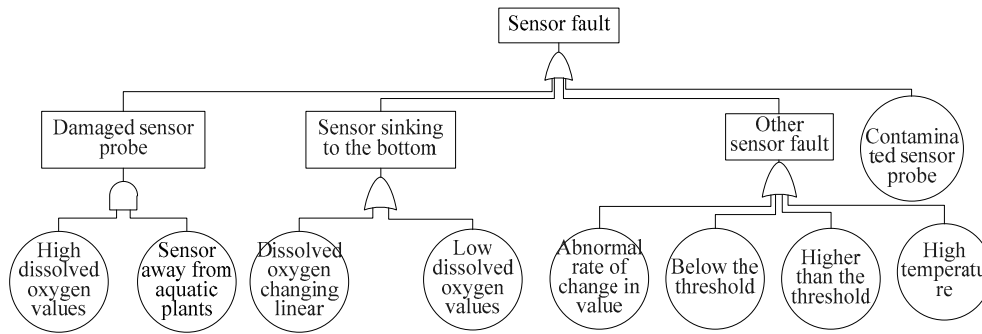 Sensor fault
Damaged sensor
probe
Sensor sinking
to the bottom
Other
sensor fault
Contamina
ted sensor
probe
High
dissolved
oxygen
values
Sensor
away from
aquatic
plants
Dissolved
oxygen
changing
linear
Low
dissolved
oxygen
values
Abnormal
rate of
change in
value
Below the
threshold
Higher
than the
threshold
High
temperatu
re